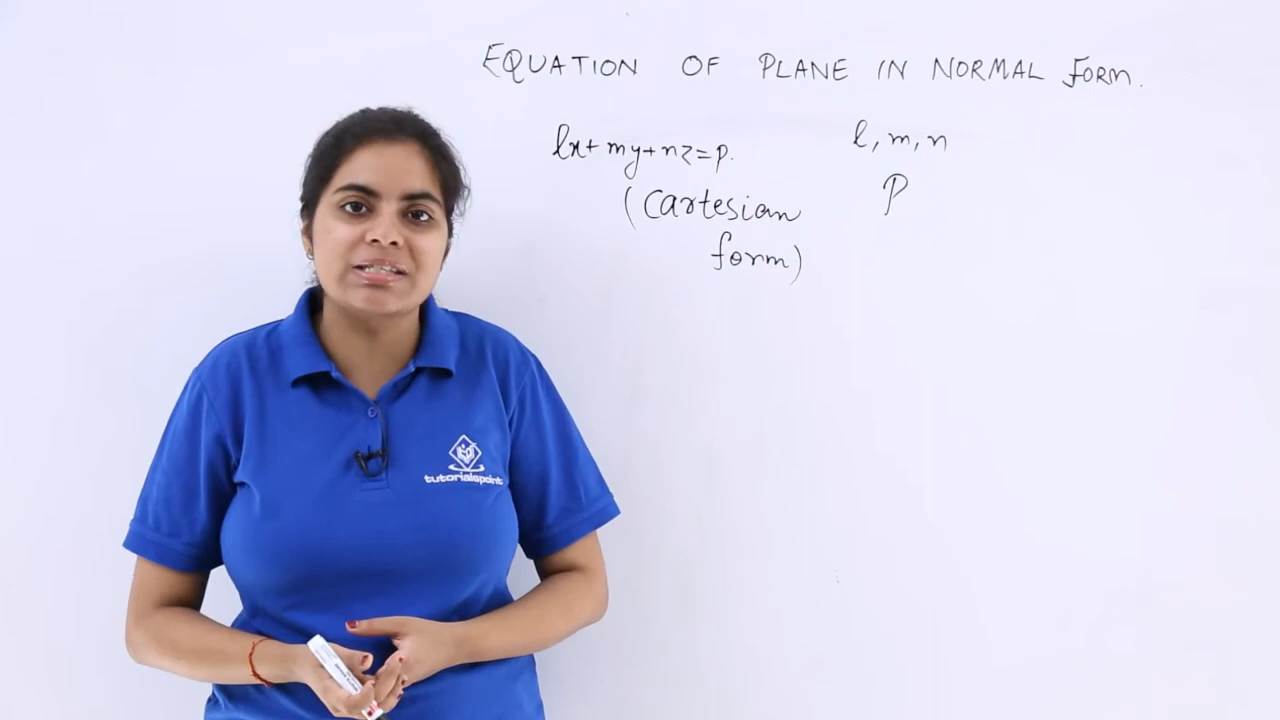 EQUATION OF PLANE IN NORMAL FORM.
lx+my+nz=p.
l, m, n
(Cartesian
P
form)
tutorialspoint